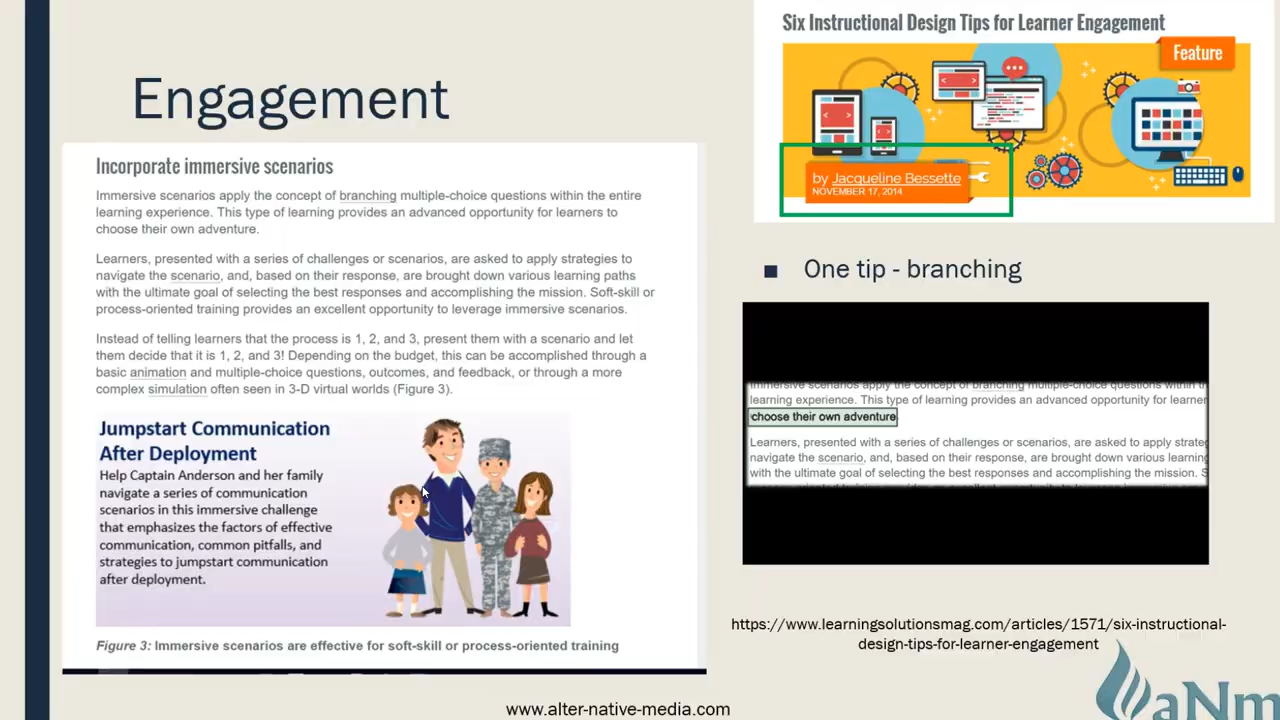 Engagement
Incorporate immersive scenarios
Immersive scenarios apply the concept of branching multiple-choice questions within the entire
learning experience. This type of learning provides an advanced opportunity for learners to
choose their own adventure.
Learners, presented with a series of challenges or scenarios, are asked to apply strategies to
navigate the scenario, and, based on their response, are brought down various learning paths
with the ultimate goal of selecting the best responses and accomplishing the mission. Soft-skill or
process-oriented training provides an excellent opportunity to leverage immersive scenarios.
Instead of telling learners that the process is 1, 2, and 3, present them with a scenario and let
them decide that it is 1, 2, and 3! Depending on the budget, this can be accomplished through a
basic animation and multiple-choice questions, outcomes, and feedback, or through a more
complex simulation often seen in 3-D virtual worlds (Figure 3).
Jumpstart Communication
After Deployment
Help Captain Anderson and her family
navigate a series of communication
scenarios in this immersive challenge
that emphasizes the factors of effective
communication, common pitfalls, and
strategies to jumpstart communication
after deployment.
Figure 3: Immersive scenarios are effective for soft-skill or process-oriented training
Six Instructional Design Tips for Learner Engagement
Feature
by Jacqueline Bessette
NOVEMBER 17, 2014
One tip - branching
Immersive scenarios apply the concept of branching multiple-choice questions within
learning experience. This type of learning provides an advanced opportunity for learner
choose their own adventure
Learners, presented with a series of challenges or scenarios, are asked to apply strate
navigate the scenario, and, based on their response, are brought down various learning
with the ultimate goal of selecting the best responses and accomplishing the mission. S
https://www.learningsolutionsmag.com/articles/1571/six-instructional-
design-tips-for-learner-engagement
www.alter-native-media.com
aNm